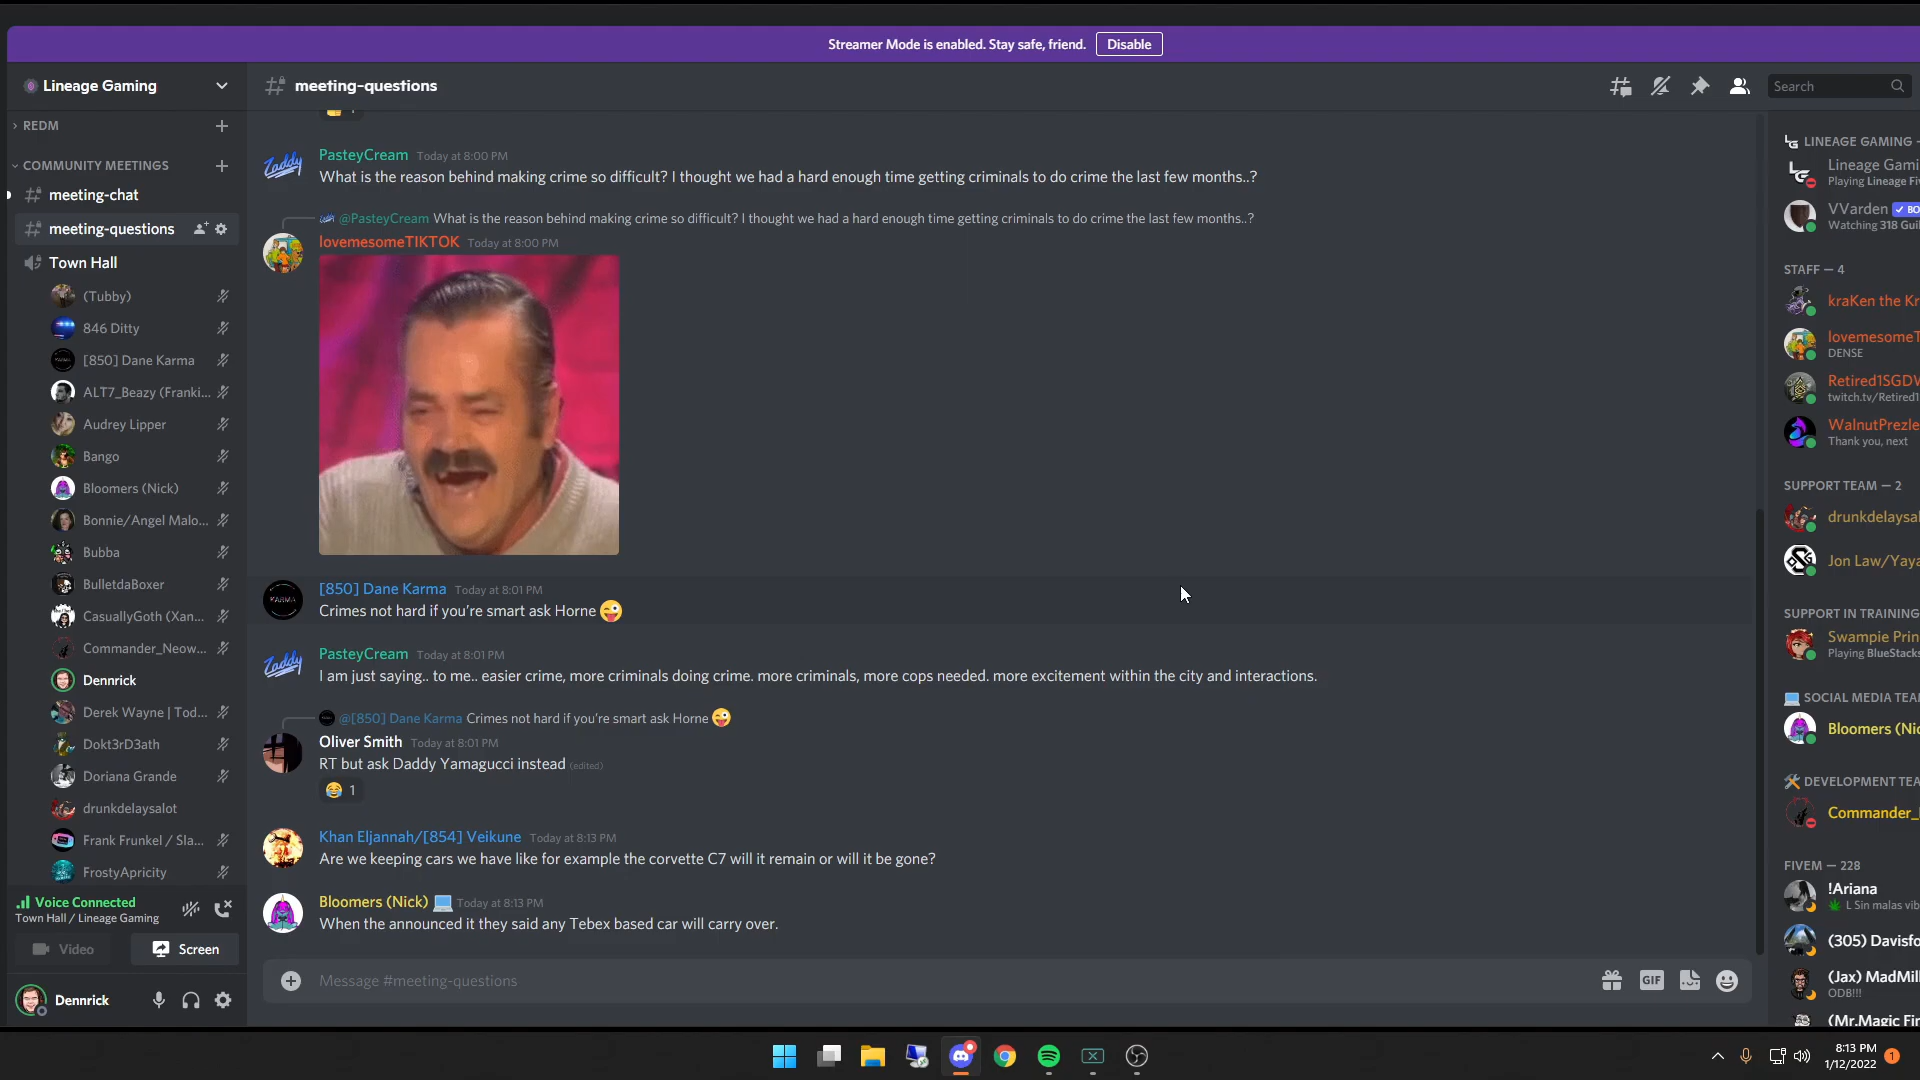 Streamer Mode is enabled. Stay safe, friend. Disable
Lineage Gaming
meeting-questions
Search
REDM
COMMUNITY MEETINGS
meeting-chat
meeting-questions
Town Hall
(Tubby)
846 Ditty
[850] Dane Karma
ALT7_Beazy (Franki...
Audrey Lipper
Bango
Bloomers (Nick)
Bonnie/Angel Malo...
Bubba
BulletdaBoxer
CasuallyGoth (Xan...
Commander_Neow...
Dennrick
Derek Wayne | Tod...
Dokt3rD3ath
Doriana Grande
drunkdelaysalot
Frank Frunkel / Sla...
FrostyApricity
Voice Connected
Town Hall / Lineage Gaming
Video
Screen
Dennrick
Zaddy
PasteyCream Today at 8:00 PM
What is the reason behind making crime so difficult? I thought we had a hard enough time getting criminals to do crime the last few months..?
@PasteyCream What is the reason behind making crime so difficult? I thought we had a hard enough time getting criminals to do crime the last few months..?
lovemesomeTIKTOK Today at 8:00 PM
KARMA
[850] Dane Karma Today at 8:01 PM
Crimes not hard if you're smart ask Horne
Zaddy
PasteyCream Today at 8:01 PM
I am just saying.. to me.. easier crime, more criminals doing crime. more criminals, more cops needed. more excitement within the city and interactions.
@[850] Dane Karma Crimes not hard if you're smart ask Horne
Oliver Smith Today at 8:01 PM
RT but ask Daddy Yamagucci instead (edited)
1
Khan Eljannah/[854] Veikune Today at 8:13 PM
Are we keeping cars we have like for example the corvette C7 will it remain or will it be gone?
Bloomers (Nick) Today at 8:13 PM
When the announced it they said any Tebex based car will carry over.
Message #meeting-questions
GIF
LINEAGE GAMING —
Lineage Gami
Playing Lineage Fiv
VVarden ✓ BO
Watching 318 Guil
STAFF — 4
kraKen the Kr
lovemesomeT
DENSE
Retired1SGDV
twitch.tv/Retired1
WalnutPrezle
Thank you, next
SUPPORT TEAM — 2
drunkdelaysal
Jon Law/Yaya
SUPPORT IN TRAINING
Swampie Prin
Playing BlueStacks
SOCIAL MEDIA TEAM
Bloomers (Nic
DEVELOPMENT TEA
Commander_
FIVEM — 228
!Ariana
L Sin malas vib
(305) Davisfo
(Jax) MadMill
ODB!!!
(Mr.Magic Fir
8:13 PM
1/12/2022
1